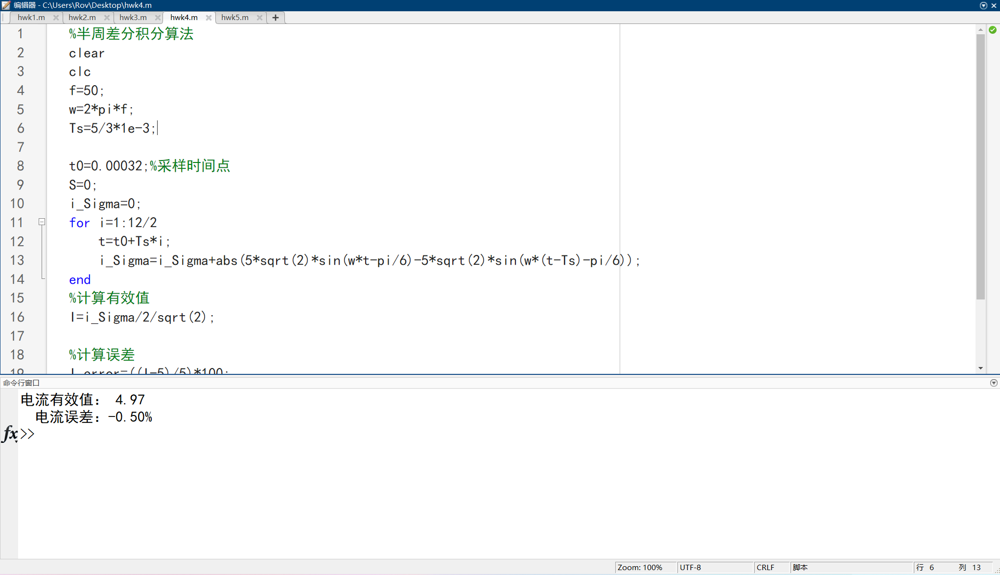 编辑器 - C:\Users\Rov\Desktop\hwk4.m
hwk1.m hwk2.m hwk3.m hwk4.m hwk5.m +
1 %半周差分积分算法
2 clear
3 clc
4 f=50;
5 w=2*pi*f;
6 Ts=5/3*1e-3;
7
8 t0=0.00032;%采样时间点
9 S=0;
10 i_Sigma=0;
11 for i=1:12/2
12 t=t0+Ts*i;
13 i_Sigma=i_Sigma+abs(5*sqrt(2)*sin(w*t-pi/6)-5*sqrt(2)*sin(w*(t-Ts)-pi/6));
14 end
15 %计算有效值
16 I=i_Sigma/2/sqrt(2);
17
18 %计算误差
19 I_error=((I-5)/5)*100;
命令行窗口
电流有效值: 4.97
电流误差:-0.50%
fx >>
Zoom: 100% UTF-8 CRLF 脚本 行 6 列 13